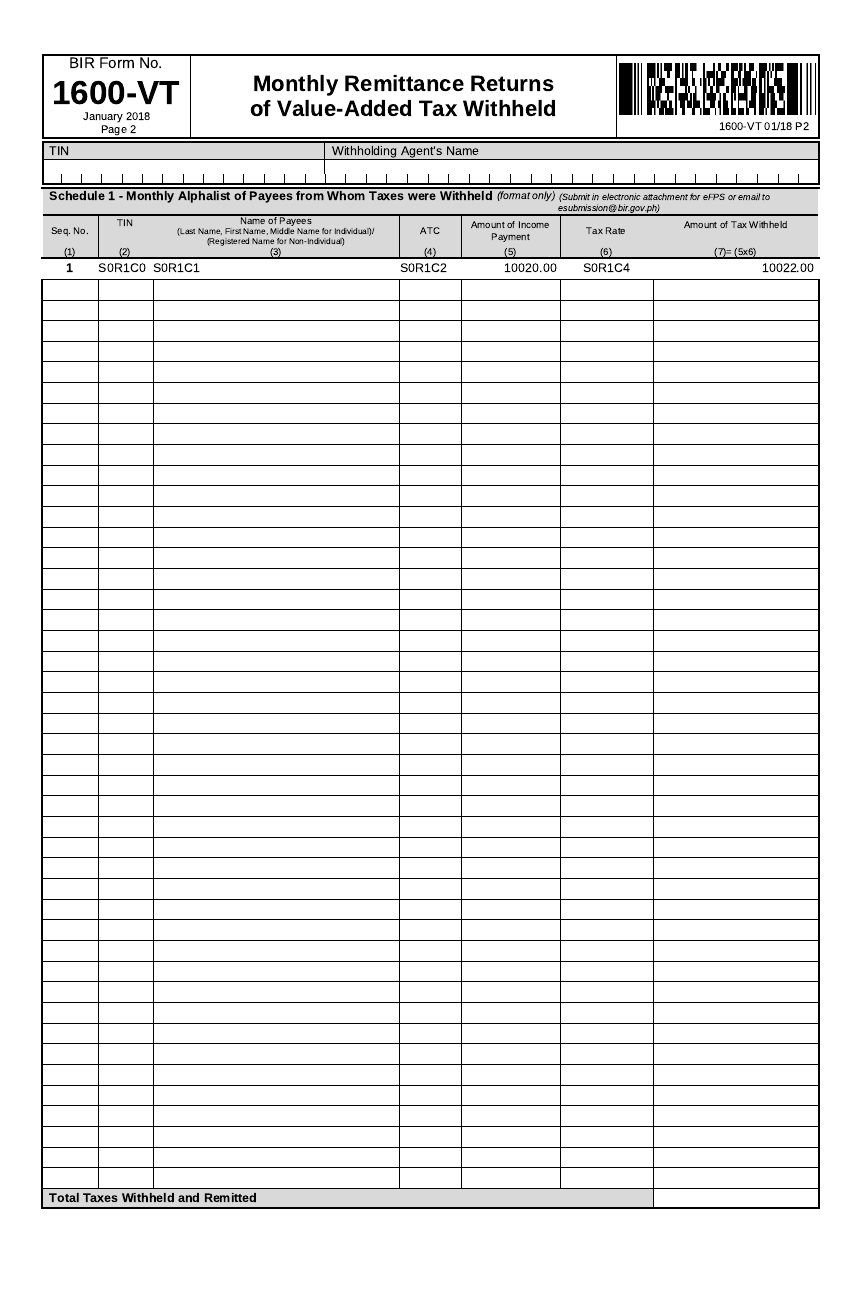 BIR Form No.
1600-VT
January 2018
Page 2
Monthly Remittance Returns
of Value-Added Tax Withheld
1600-VT 01/18 P2
TIN
Withholding Agent's Name
Schedule 1 - Monthly Alphalist of Payees from Whom Taxes were Withheld (format only) (Submit in electronic attachment for eFPS or email to
esubmission@bir.gov.ph)
Seq. No.
(1)
TIN
(2)
Name of Payees
(Last Name, First Name, Middle Name for Individual)/
(Registered Name for Non-Individual)
(3)
ATC
(4)
Amount of Income
Payment
(5)
Tax Rate
(6)
Amount of Tax Withheld
(7)= (5x6)
1 S0R1C0 S0R1C1 S0R1C2 10020.00 S0R1C4 10022.00
Total Taxes Withheld and Remitted